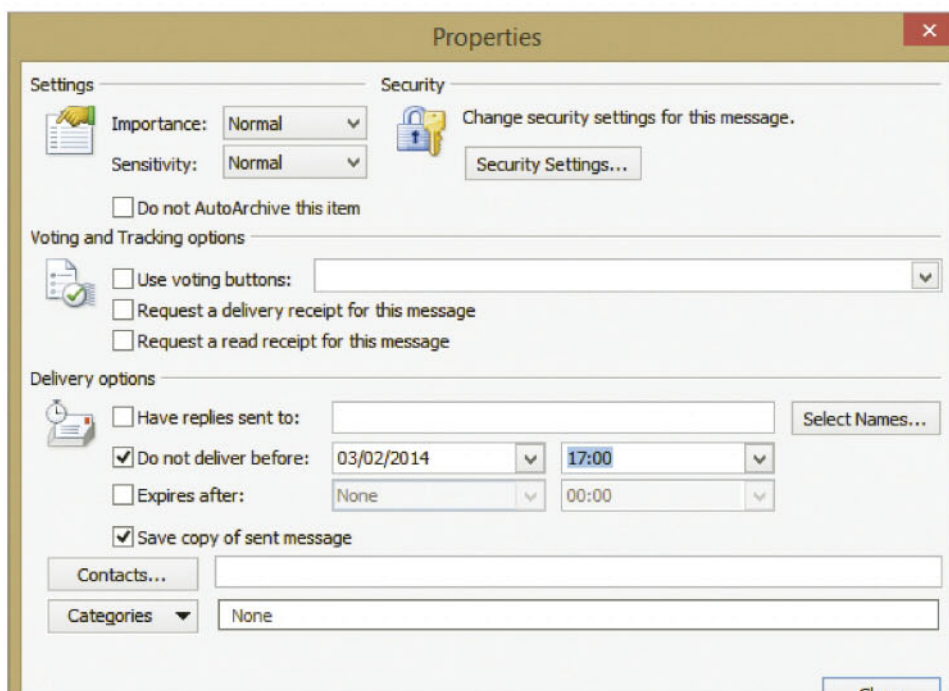 Properties
Settings
Security
Importance: Normal
Change security settings for this message.
Sensitivity: Normal
Security Settings...
Do not AutoArchive this item
Voting and Tracking options
Use voting buttons:
Request a delivery receipt for this message
Request a read receipt for this message
Delivery options
Have replies sent to:
Select Names...
Do not deliver before: 03/02/2014 17:00
Expires after: None 00:00
Save copy of sent message
Contacts...
Categories None